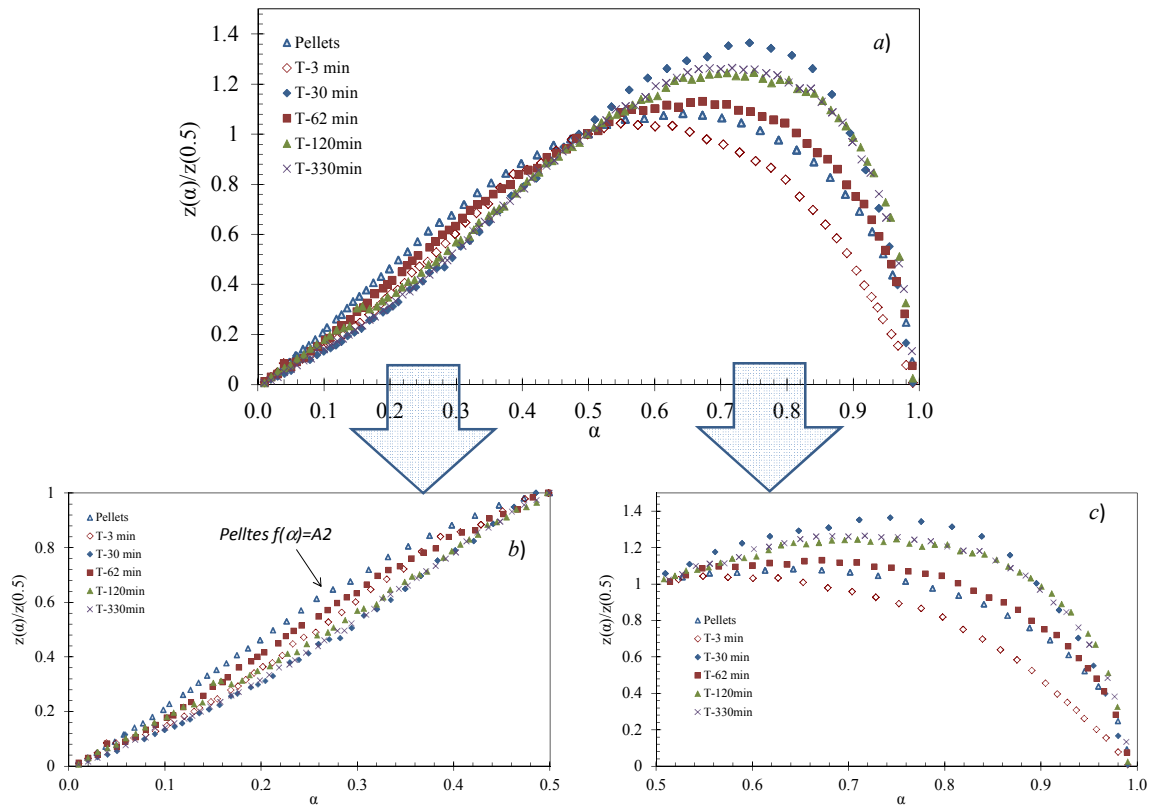 a)
Pellets
T-3 min
T-30 min
T-62 min
T-120min
T-330min
z(α)/z(0.5)
1.4
1.2
1
0.8
0.6
0.4
0.2
0
0.0 0.1 0.2 0.3 0.4 0.5 0.6 0.7 0.8 0.9 1.0
α
b)
Pelltes f(α)=A2
Pellets
T-3 min
T-30 min
T-62 min
T-120min
T-330min
z(α)/z(0.5)
1
0.8
0.6
0.4
0.2
0
0.0 0.1 0.2 0.3 0.4 0.5
α
c)
z(α)/z(0.5)
1.4
1.2
1
0.8
0.6
0.4
0.2
0
Pellets
T-3 min
T-30 min
T-62 min
T-120min
T-330min
0.5 0.6 0.7 0.8 0.9 1.0
α